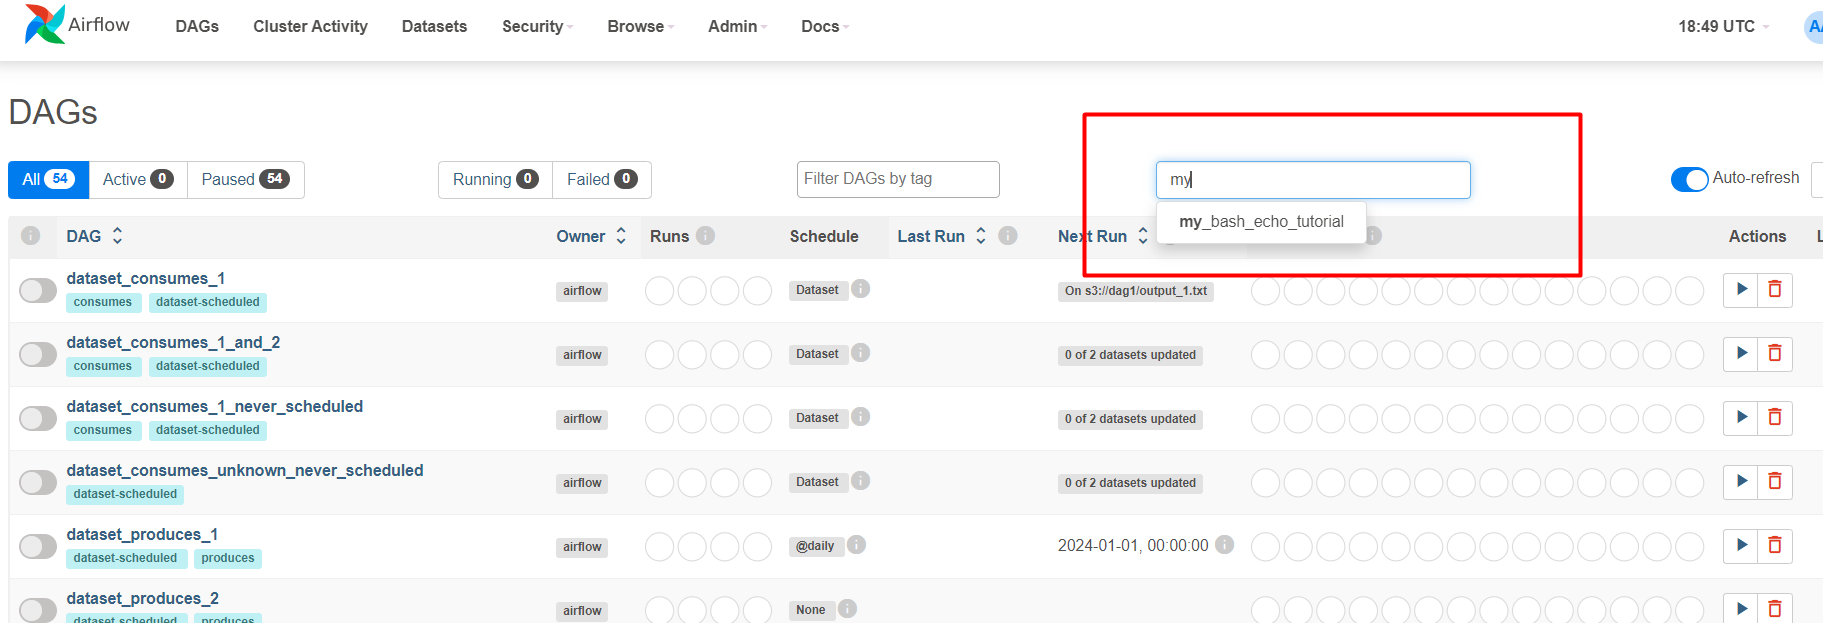 Airflow DAGs Cluster Activity Datasets Security Browse Admin Docs 18:49 UTC AA
DAGs
All 54 Active 0 Paused 54 Running 0 Failed 0 Filter DAGs by tag my Auto-refresh
my_bash_echo_tutorial
DAG Owner Runs Schedule Last Run Next Run Actions L
dataset_consumes_1
consumes dataset-scheduled airflow Dataset On s3://dag1/output_1.txt
dataset_consumes_1_and_2
consumes dataset-scheduled airflow Dataset 0 of 2 datasets updated
dataset_consumes_1_never_scheduled
consumes dataset-scheduled airflow Dataset 0 of 2 datasets updated
dataset_consumes_unknown_never_scheduled
dataset-scheduled airflow Dataset 0 of 2 datasets updated
dataset_produces_1
dataset-scheduled produces airflow @daily 2024-01-01, 00:00:00
dataset_produces_2
dataset-scheduled produces airflow None